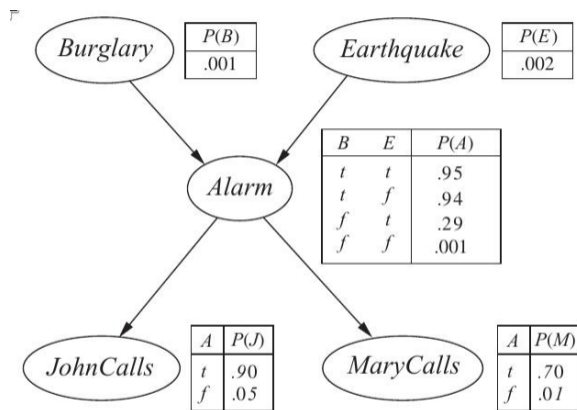 Burglary
P(B)
.001
Earthquake
P(E)
.002
Alarm
B E P(A)
t t .95
t f .94
f t .29
f f .001
JohnCalls
A P(J)
t .90
f .05
MaryCalls
A P(M)
t .70
f .01